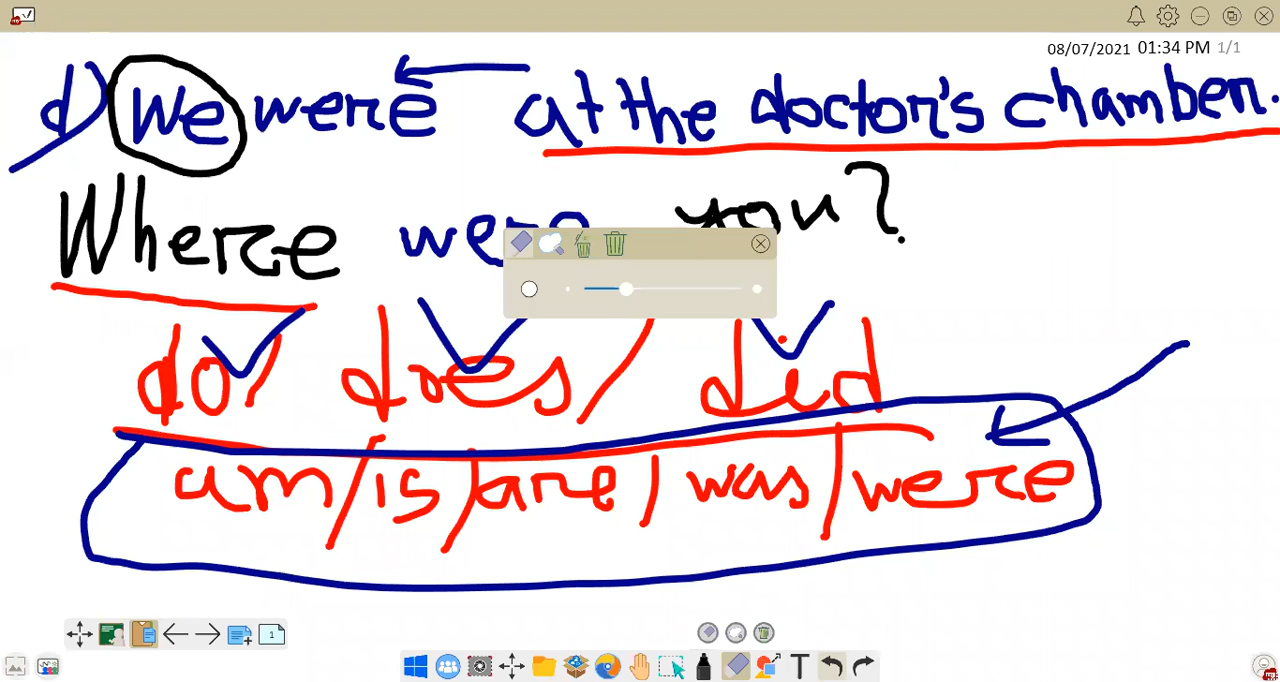 08/07/2021 01:34 PM 1/1
d) We were at the doctor's chamber.
Where were you?
do/ does/ did
am/is/are/was/were
1
T